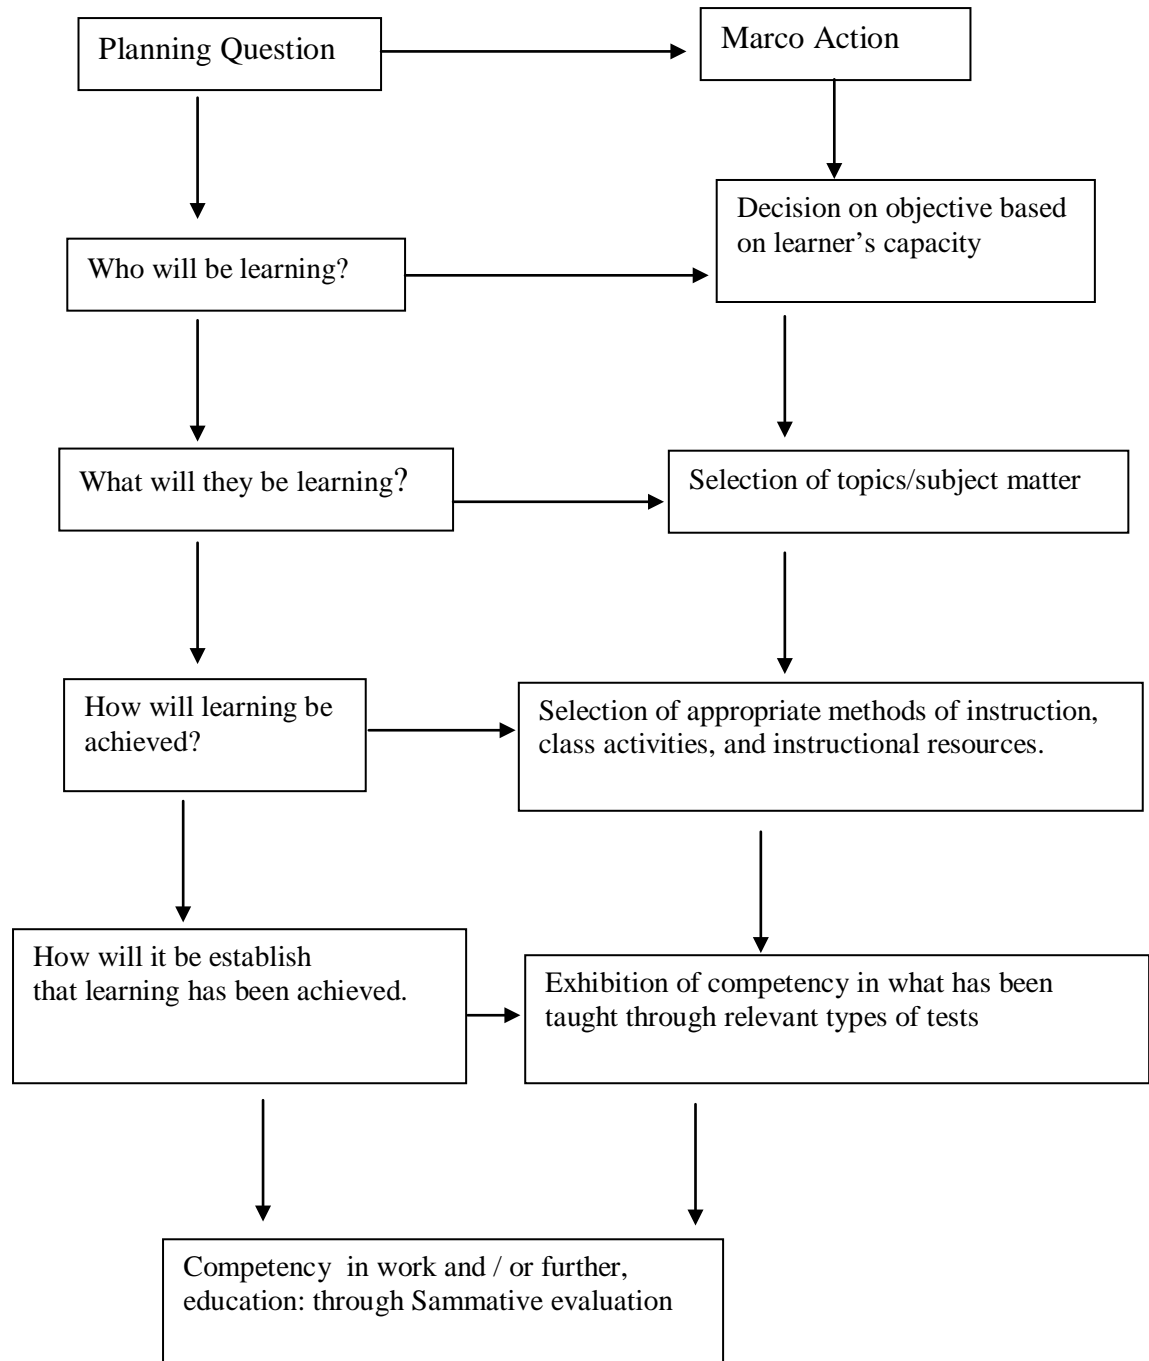 Planning Question
Marco Action
Who will be learning?
Decision on objective based
on learner’s capacity
What will they be learning?
Selection of topics/subject matter
How will learning be
achieved?
Selection of appropriate methods of instruction,
class activities, and instructional resources.
How will it be establish
that learning has been achieved.
Exhibition of competency in what has been
taught through relevant types of tests
Competency  in work and / or further,
education: through Sammative evaluation